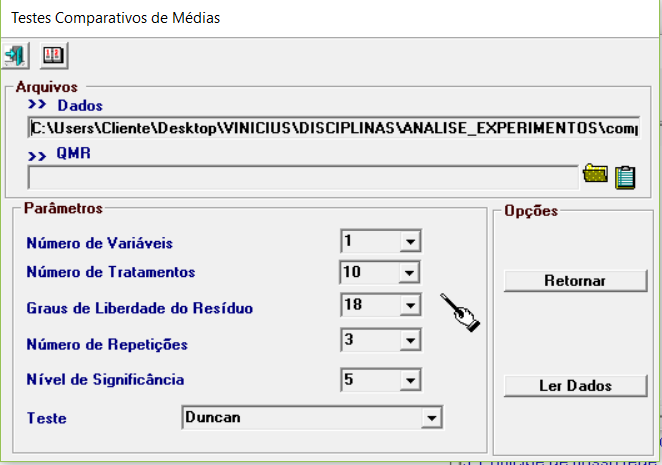 Testes Comparativos de Médias
Arquivos
>> Dados
C:\Users\Cliente\Desktop\VINICIUS\DISCIPLINAS\ANALISE_EXPERIMENTOS\comp
>> QMR
Parâmetros
Número de Variáveis 1
Número de Tratamentos 10
Graus de Liberdade do Resíduo 18
Número de Repetições 3
Nível de Significância 5
Teste Duncan
Opções
Retornar
Ler Dados